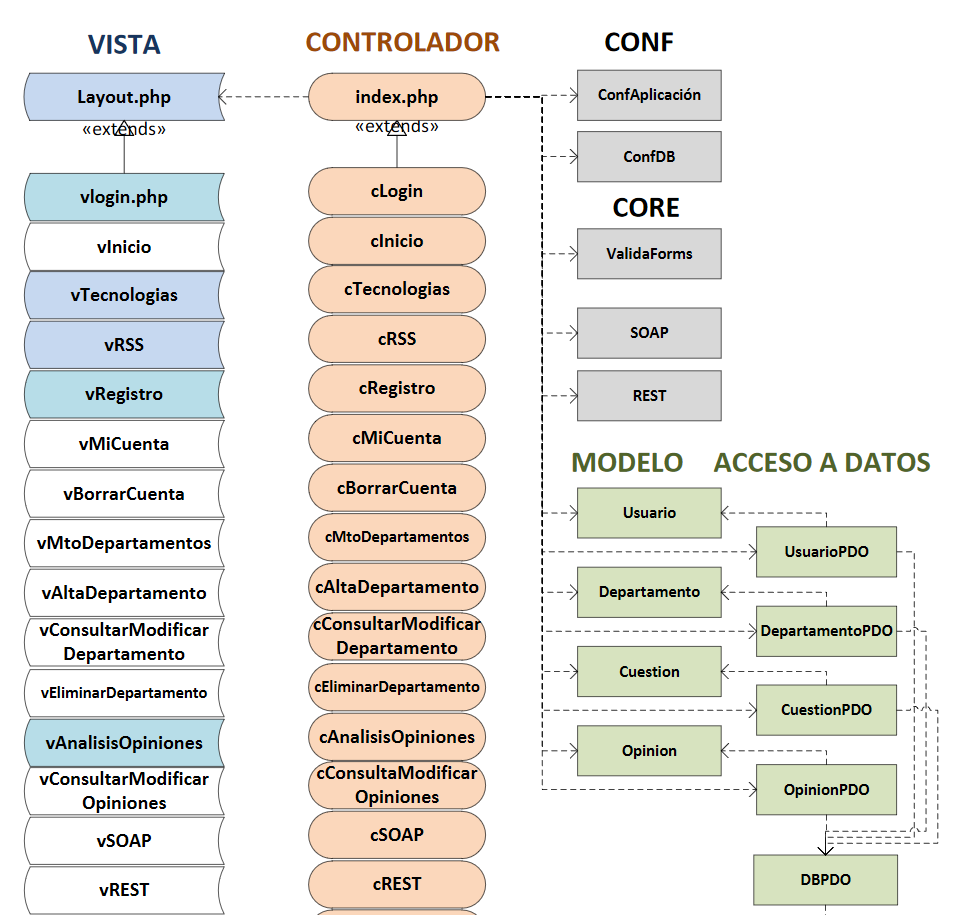 VISTA
Layout.php
«extends»
vlogin.php
vInicio
vTecnologias
vRSS
vRegistro
vMiCuenta
vBorrarCuenta
vMtoDepartamentos
vAltaDepartamento
vConsultarModificar
Departamento
vEliminarDepartamento
vAnalisisOpiniones
vConsultarModificar
Opiniones
vSOAP
vREST
CONTROLADOR
index.php
«extends»
cLogin
cInicio
cTecnologias
cRSS
cRegistro
cMiCuenta
cBorrarCuenta
cMtoDepartamentos
cAltaDepartamento
cConsultarModificar
Departamento
cEliminarDepartamento
cAnalisisOpiniones
cConsultaModificar
Opiniones
cSOAP
cREST
CONF
ConfAplicación
ConfDB
CORE
ValidaForms
SOAP
REST
MODELO
Usuario
Departamento
Cuestion
Opinion
ACCESO A DATOS
UsuarioPDO
DepartamentoPDO
CuestionPDO
OpinionPDO
DBPDO